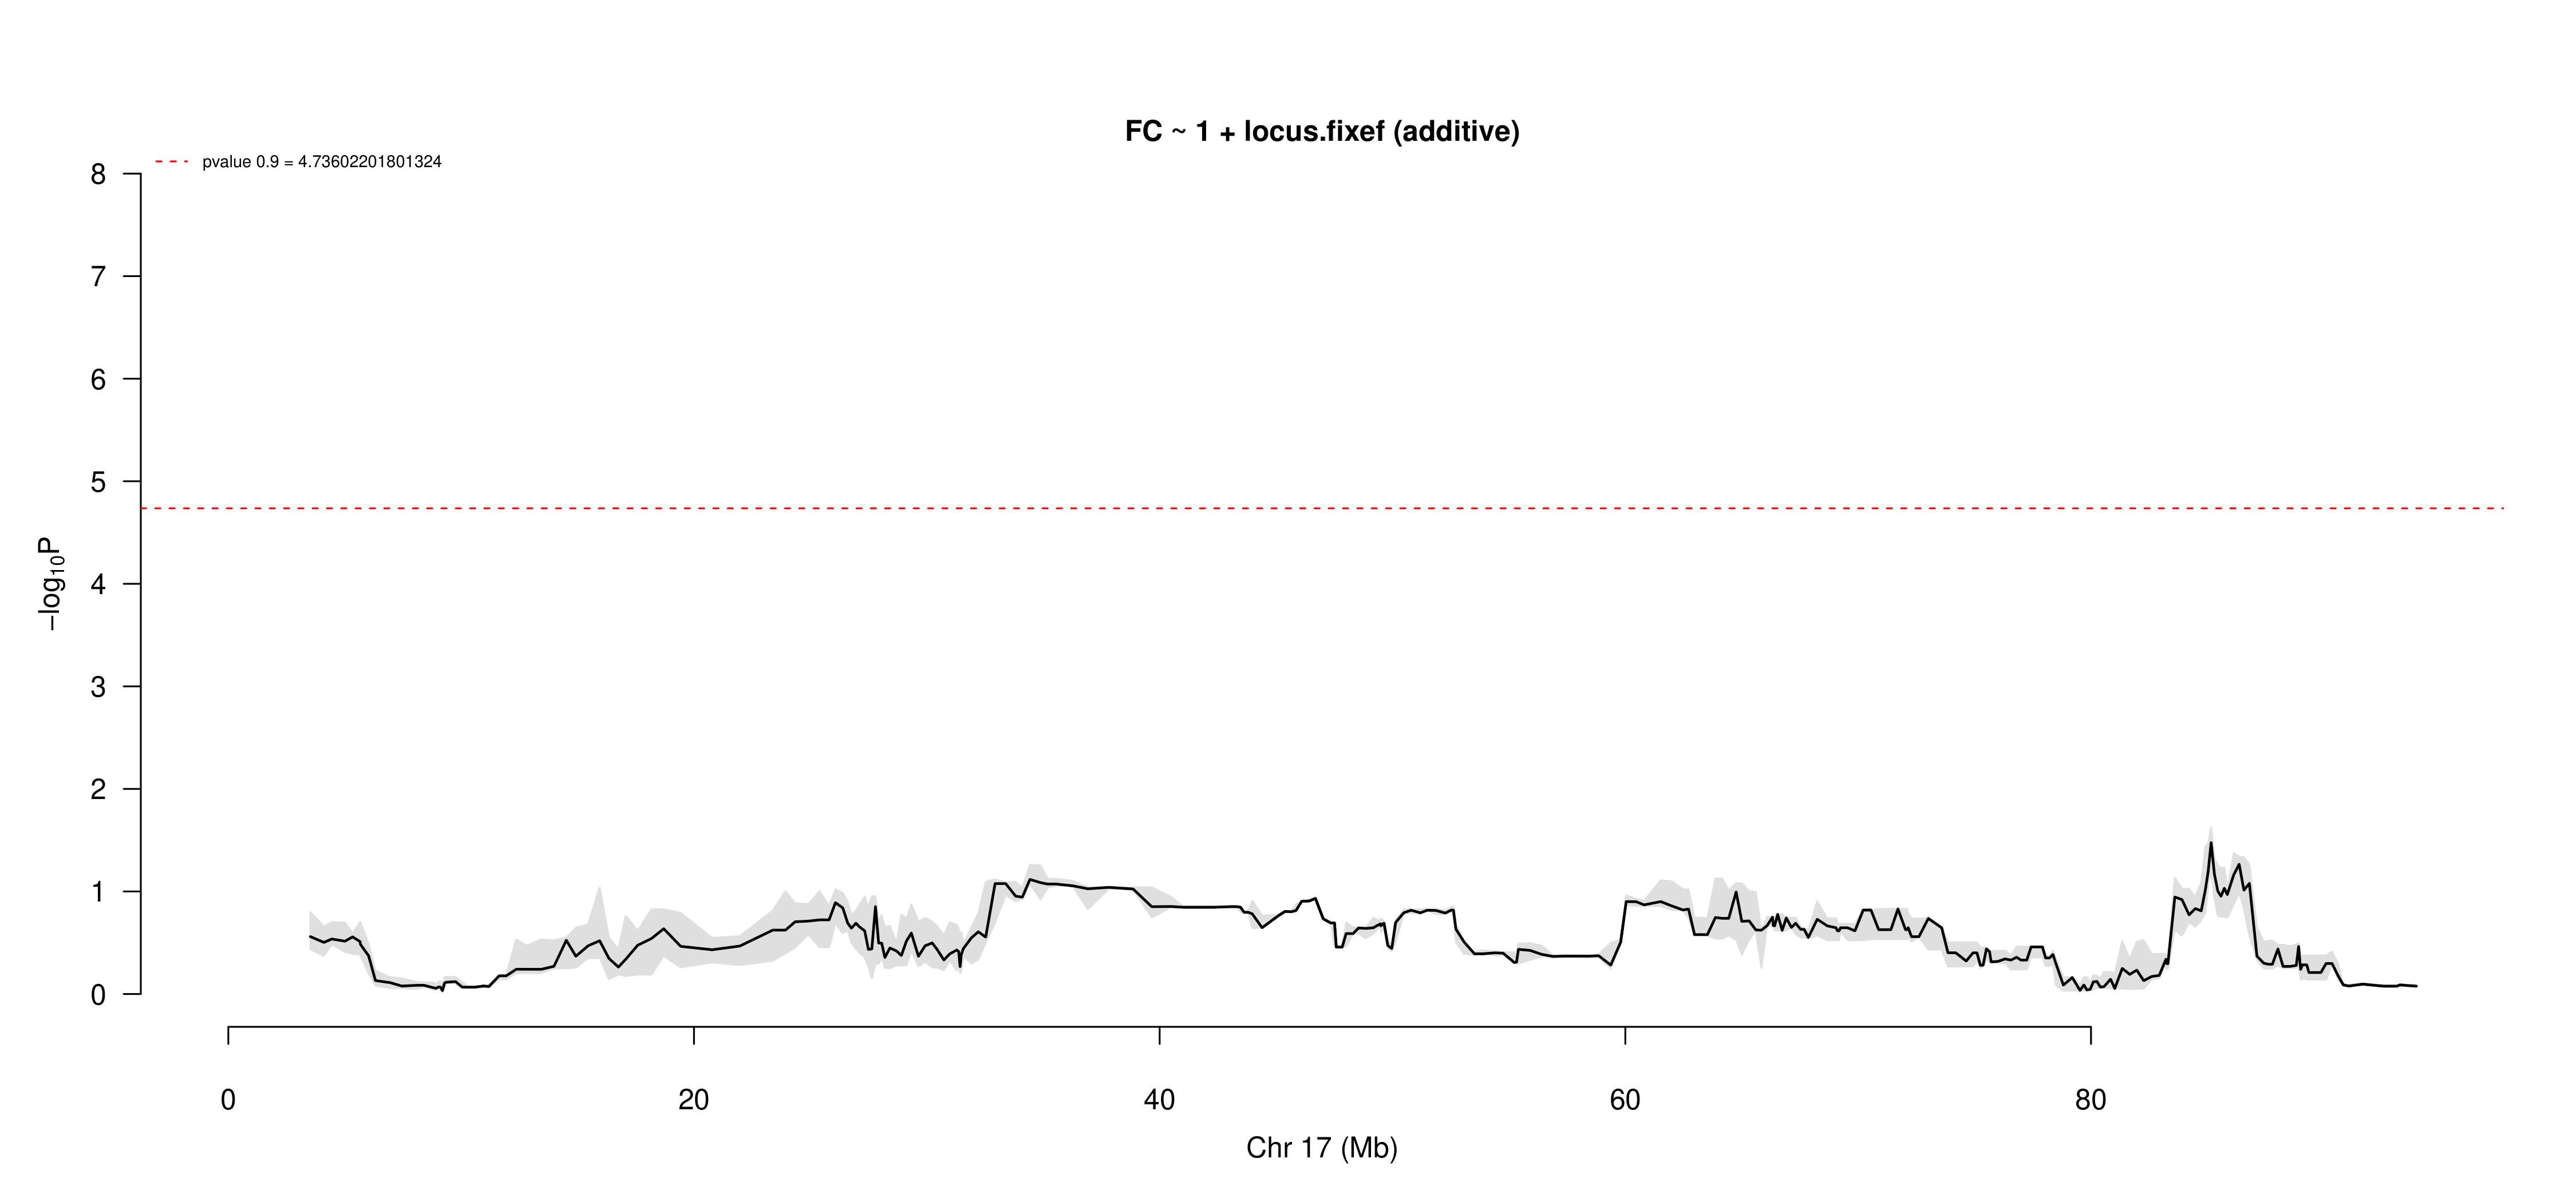 FC ~ 1 + locus.fixef (additive)
pvalue 0.9 = 4.73602201801324
8
7
6
5
4
3
2
1
0
−log10P
0 20 40 60 80
Chr 17 (Mb)